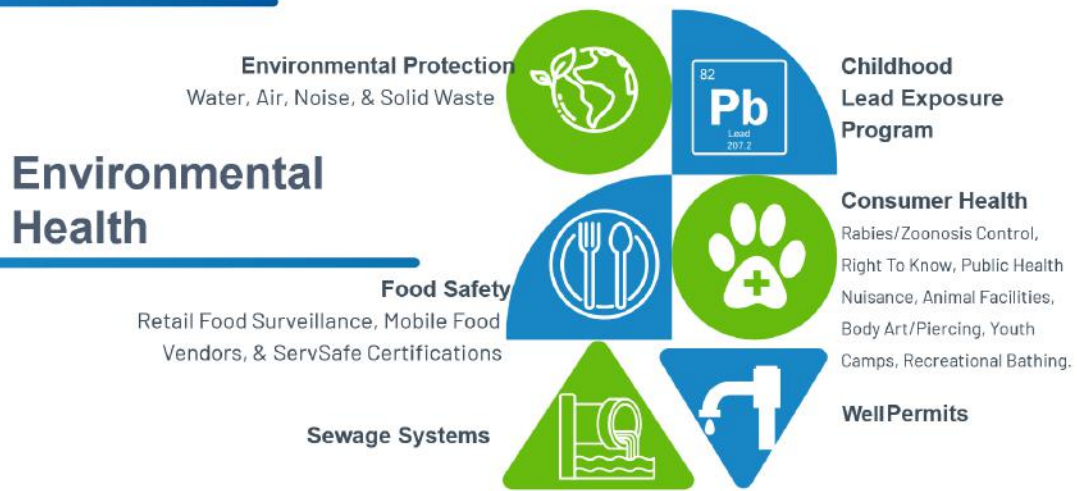 Environmental
Health
Environmental Protection
Water, Air, Noise, & Solid Waste
82
Pb
Lead
207.2
Childhood
Lead Exposure
Program
Food Safety
Retail Food Surveillance, Mobile Food
Vendors, & ServSafe Certifications
Consumer Health
Rabies/Zoonosis Control,
Right To Know, Public Health
Nuisance, Animal Facilities,
Body Art/Piercing, Youth
Camps, Recreational Bathing.
Sewage Systems
Well Permits